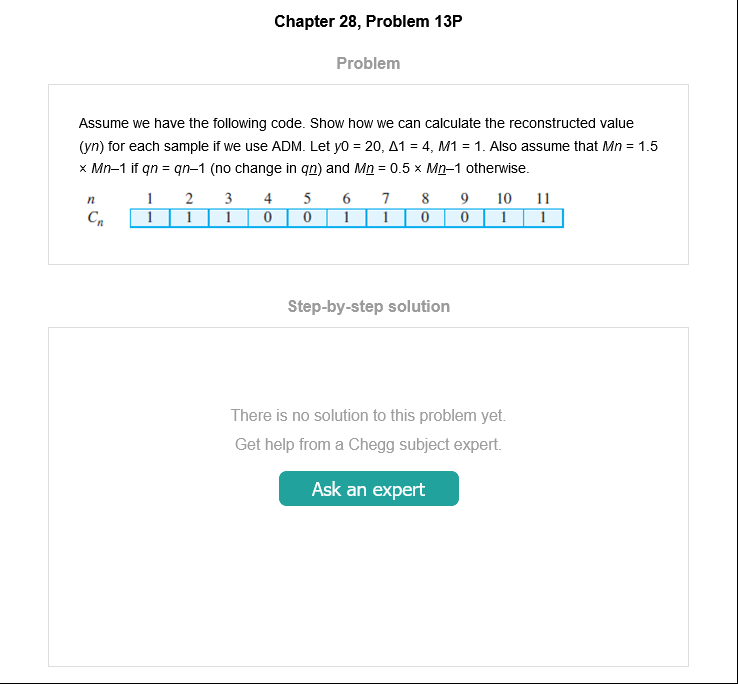 Chapter 28, Problem 13P
Problem
Assume we have the following code. Show how we can calculate the reconstructed value
(yn) for each sample if we use ADM. Let y0 = 20, Δ1 = 4, M1 = 1. Also assume that Mn = 1.5
× Mn–1 if qn = qn–1 (no change in qn) and Mn = 0.5 × Mn–1 otherwise.
n 1 2 3 4 5 6 7 8 9 10 11
Cn 1 1 1 0 0 1 1 0 0 1 1
Step-by-step solution
There is no solution to this problem yet.
Get help from a Chegg subject expert.
Ask an expert